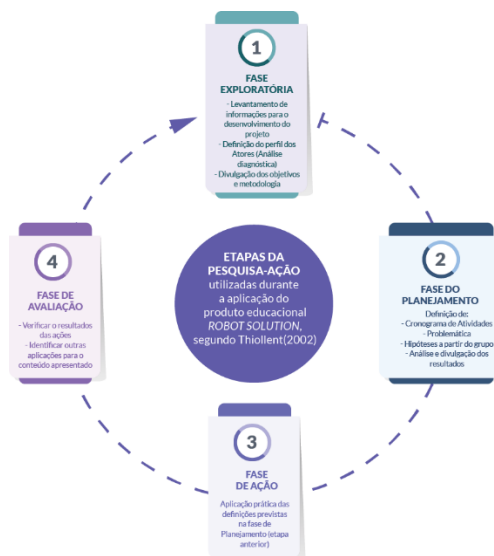 1
FASE
EXPLORATÓRIA
- Levantamento de
informações para o
desenvolvimento do
projeto
- Definição do perfil dos
Atores (Análise
diagnóstica)
- Divulgação dos objetivos
e metodologia
ETAPAS DA
PESQUISA-AÇÃO
utilizadas durante
a aplicação do
produto educacional
ROBOT SOLUTION,
segundo Thiollent(2002)
2
FASE DO
PLANEJAMENTO
Definição de:
- Cronograma de Atividades
- Problemática
- Hipóteses a partir do grupo
- Análise e divulgação dos
resultados
3
FASE
DE AÇÃO
Aplicação prática das
definições previstas
na fase de
Planejamento (etapa
anterior)
4
FASE DE
AVALIAÇÃO
- Verificar o resultados
das ações
- Identificar outras
aplicações para o
conteúdo apresentado